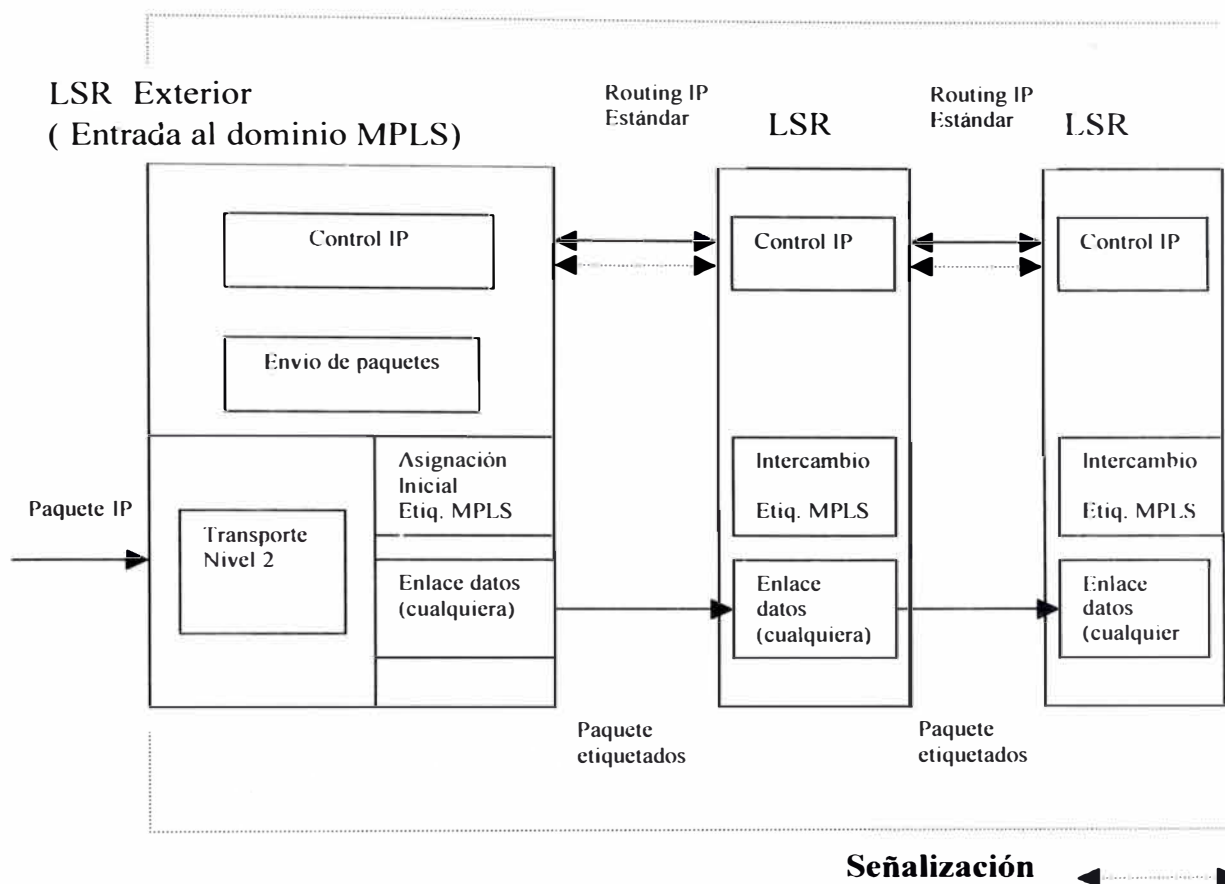 LSR Exterior
( Entrada al dominio MPLS)
Routing IP
Estándar
LSR
Routing IP
Estándar
LSR
Control IP
Control IP
Control IP
Envio de paquetes
Paquete IP
Transporte
Nivel 2
Asignación
Inicial
Etiq. MPLS
Enlace datos
(cualquiera)
Intercambio
Etiq. MPLS
Enlace
datos
(cualquiera)
Intercambio
Etiq. MPLS
Enlace
datos
(cualquier
Paquete
etiquetados
Paquete
etiquetados
Señalización